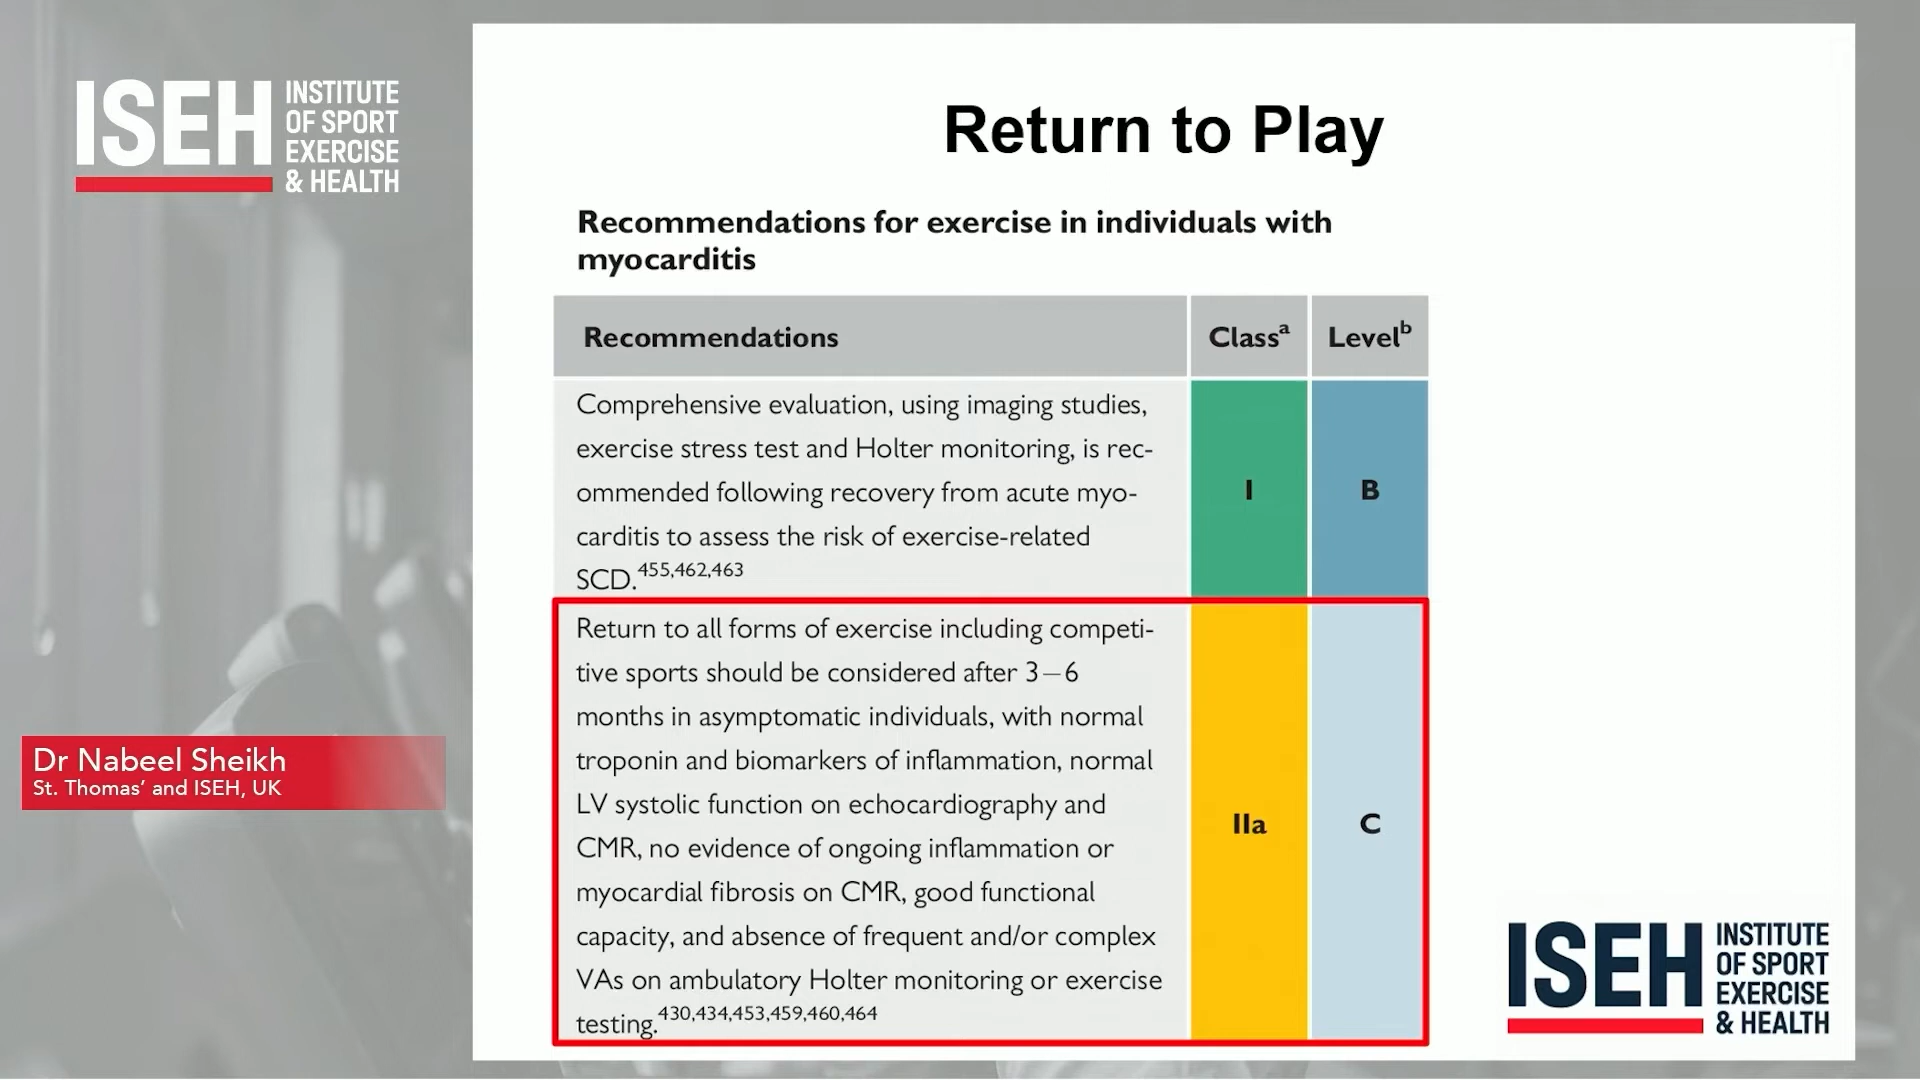 ISEH INSTITUTE
OF SPORT
EXERCISE
& HEALTH
Return to Play
Recommendations for exercise in individuals with
myocarditis
Recommendations Classᵃ Levelᵇ
Comprehensive evaluation, using imaging studies,
exercise stress test and Holter monitoring, is rec-
ommended following recovery from acute myo-
carditis to assess the risk of exercise-related
SCD.455,462,463
I B
Return to all forms of exercise including competi-
tive sports should be considered after 3–6
months in asymptomatic individuals, with normal
troponin and biomarkers of inflammation, normal
LV systolic function on echocardiography and
CMR, no evidence of ongoing inflammation or
myocardial fibrosis on CMR, good functional
capacity, and absence of frequent and/or complex
VAs on ambulatory Holter monitoring or exercise
testing.430,434,453,459,460,464
IIa C
Dr Nabeel Sheikh
St. Thomas’ and ISEH, UK
ISEH INSTITUTE
OF SPORT
EXERCISE
& HEALTH